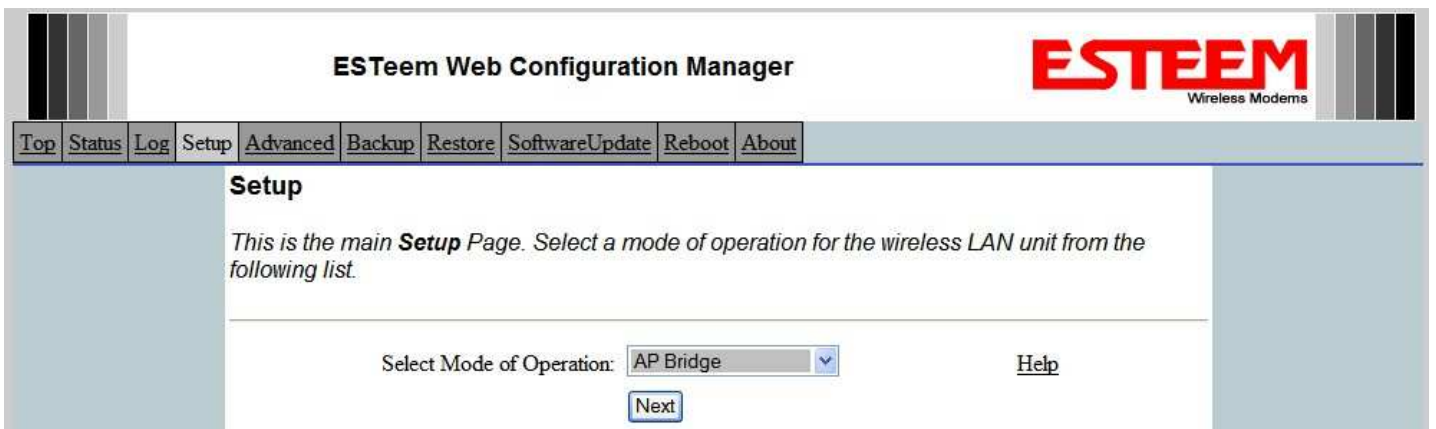 ESTeem Web Configuration Manager
ESTEEM
Wireless Modems
Top Status Log Setup Advanced Backup Restore SoftwareUpdate Reboot About
Setup
This is the main Setup Page. Select a mode of operation for the wireless LAN unit from the
following list.
Select Mode of Operation: AP Bridge Help
Next